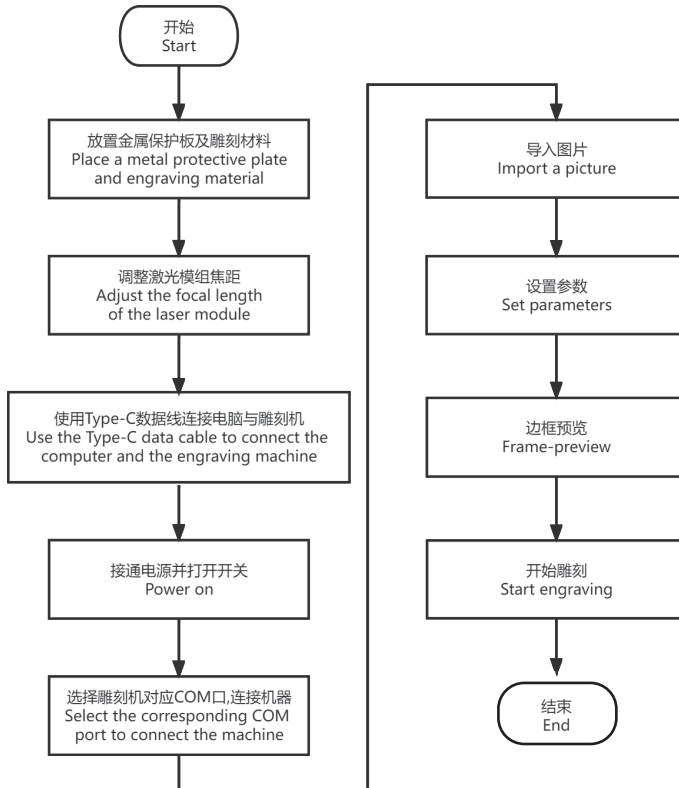 开始
Start
放置金属保护板及雕刻材料
Place a metal protective plate
and engraving material
调整激光模组焦距
Adjust the focal length
of the laser module
使用Type-C数据线连接电脑与雕刻机
Use the Type-C data cable to connect the
computer and the engraving machine
接通电源并打开开关
Power on
选择雕刻机对应COM口,连接机器
Select the corresponding COM
port to connect the machine
导入图片
Import a picture
设置参数
Set parameters
边框预览
Frame-preview
开始雕刻
Start engraving
结束
End